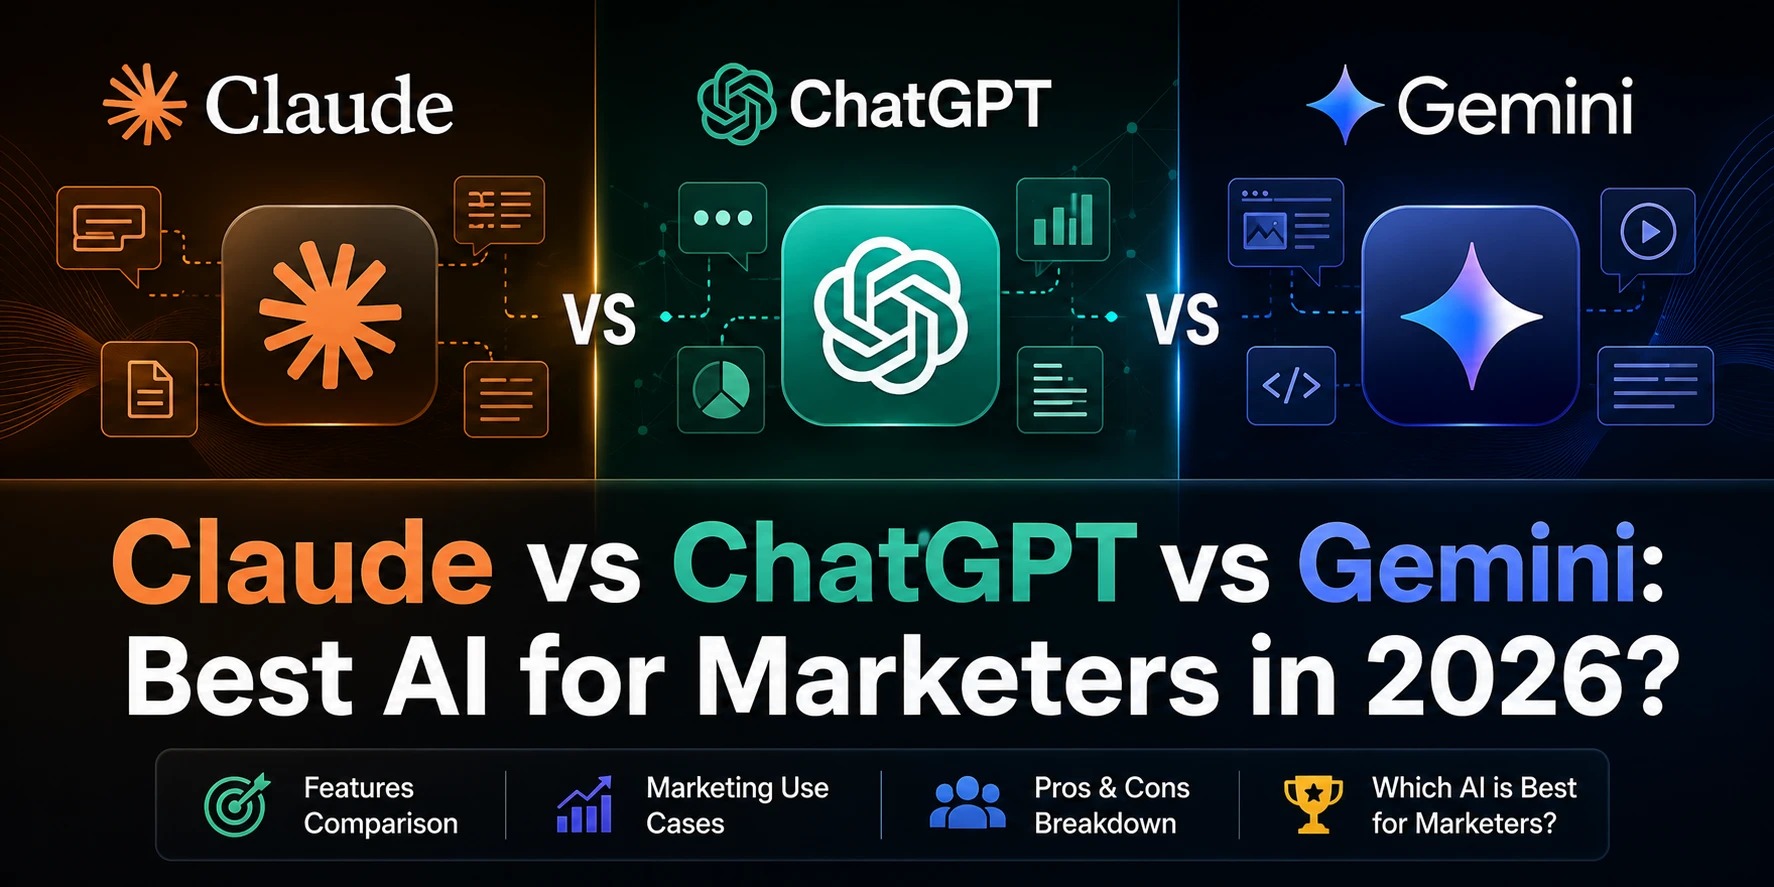 Claude
ChatGPT
Gemini
VS
VS
</>
Claude vs ChatGPT vs Gemini:
Best AI for Marketers in 2026?
Features
Comparison
Marketing Use
Cases
Pros & Cons
Breakdown
Which AI is Best
for Marketers?